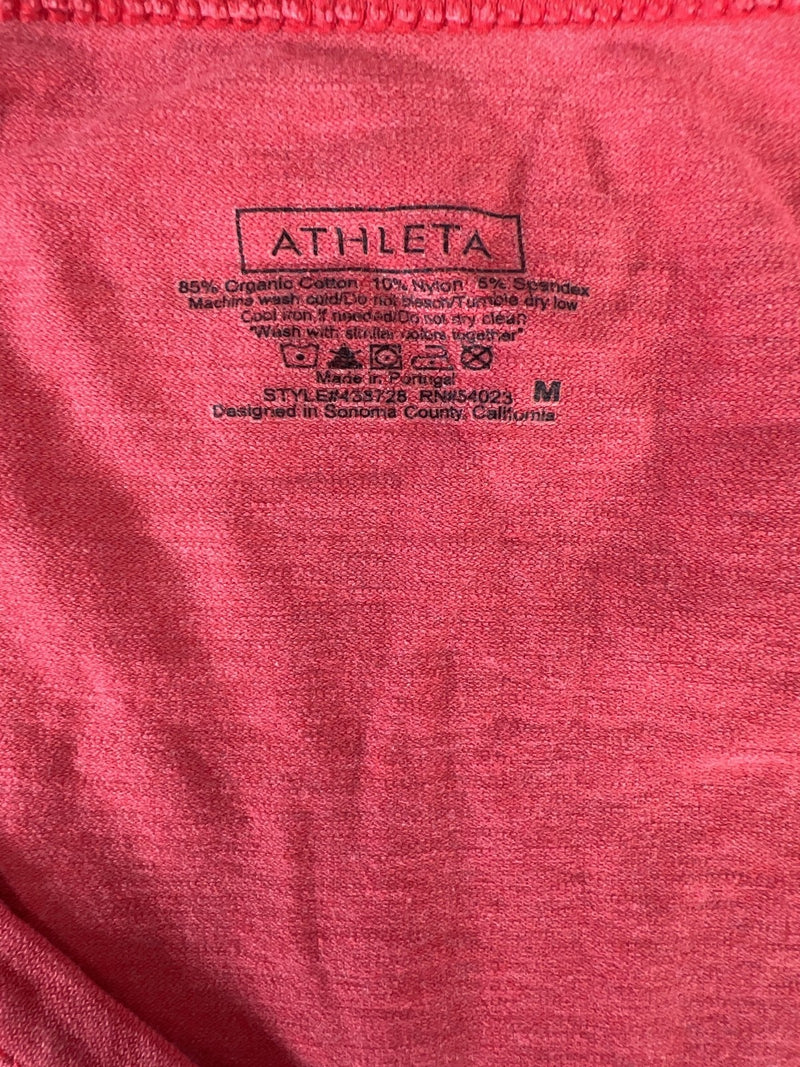 ATHLETA
85% Organic Cotton 10% Nylon 5% Spandex
Machine wash cold/Do not bleach/Tumble dry low
Cool iron,if needed/Do not dry clean
"Wash with similar colors together"
Made in Portugal
STYLE#438728 RN#54023 M
Designed in Sonoma County, California